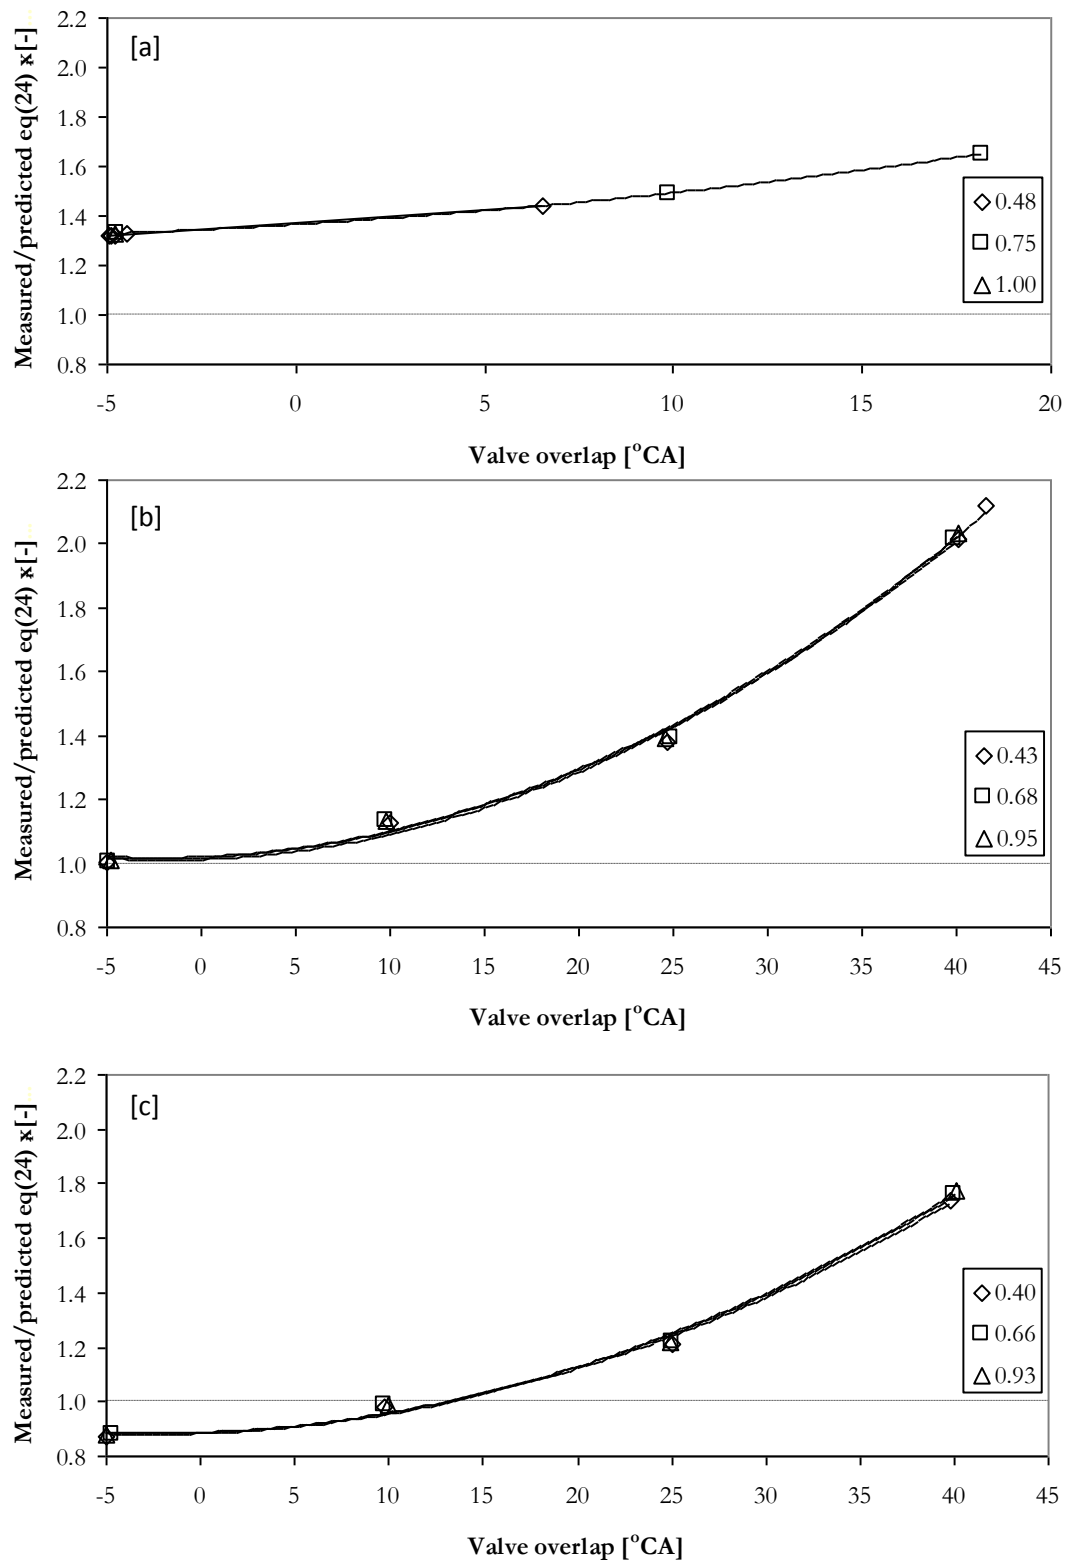 Measured/predicted eq(24) x[-]
2.2
[a]
2.0
1.8
1.6
1.4
1.2
1.0
0.8
0.48
0.75
1.00
-5 0 5 10 15 20
Valve overlap [°CA]
Measured/predicted eq(24) x[-]
2.2
[b]
2.0
1.8
1.6
1.4
1.2
1.0
0.8
0.43
0.68
0.95
-5 0 5 10 15 20 25 30 35 40 45
Valve overlap [°CA]
Measured/predicted eq(24) x[-]
2.2
[c]
2.0
1.8
1.6
1.4
1.2
1.0
0.8
0.40
0.66
0.93
-5 0 5 10 15 20 25 30 35 40 45
Valve overlap [°CA]